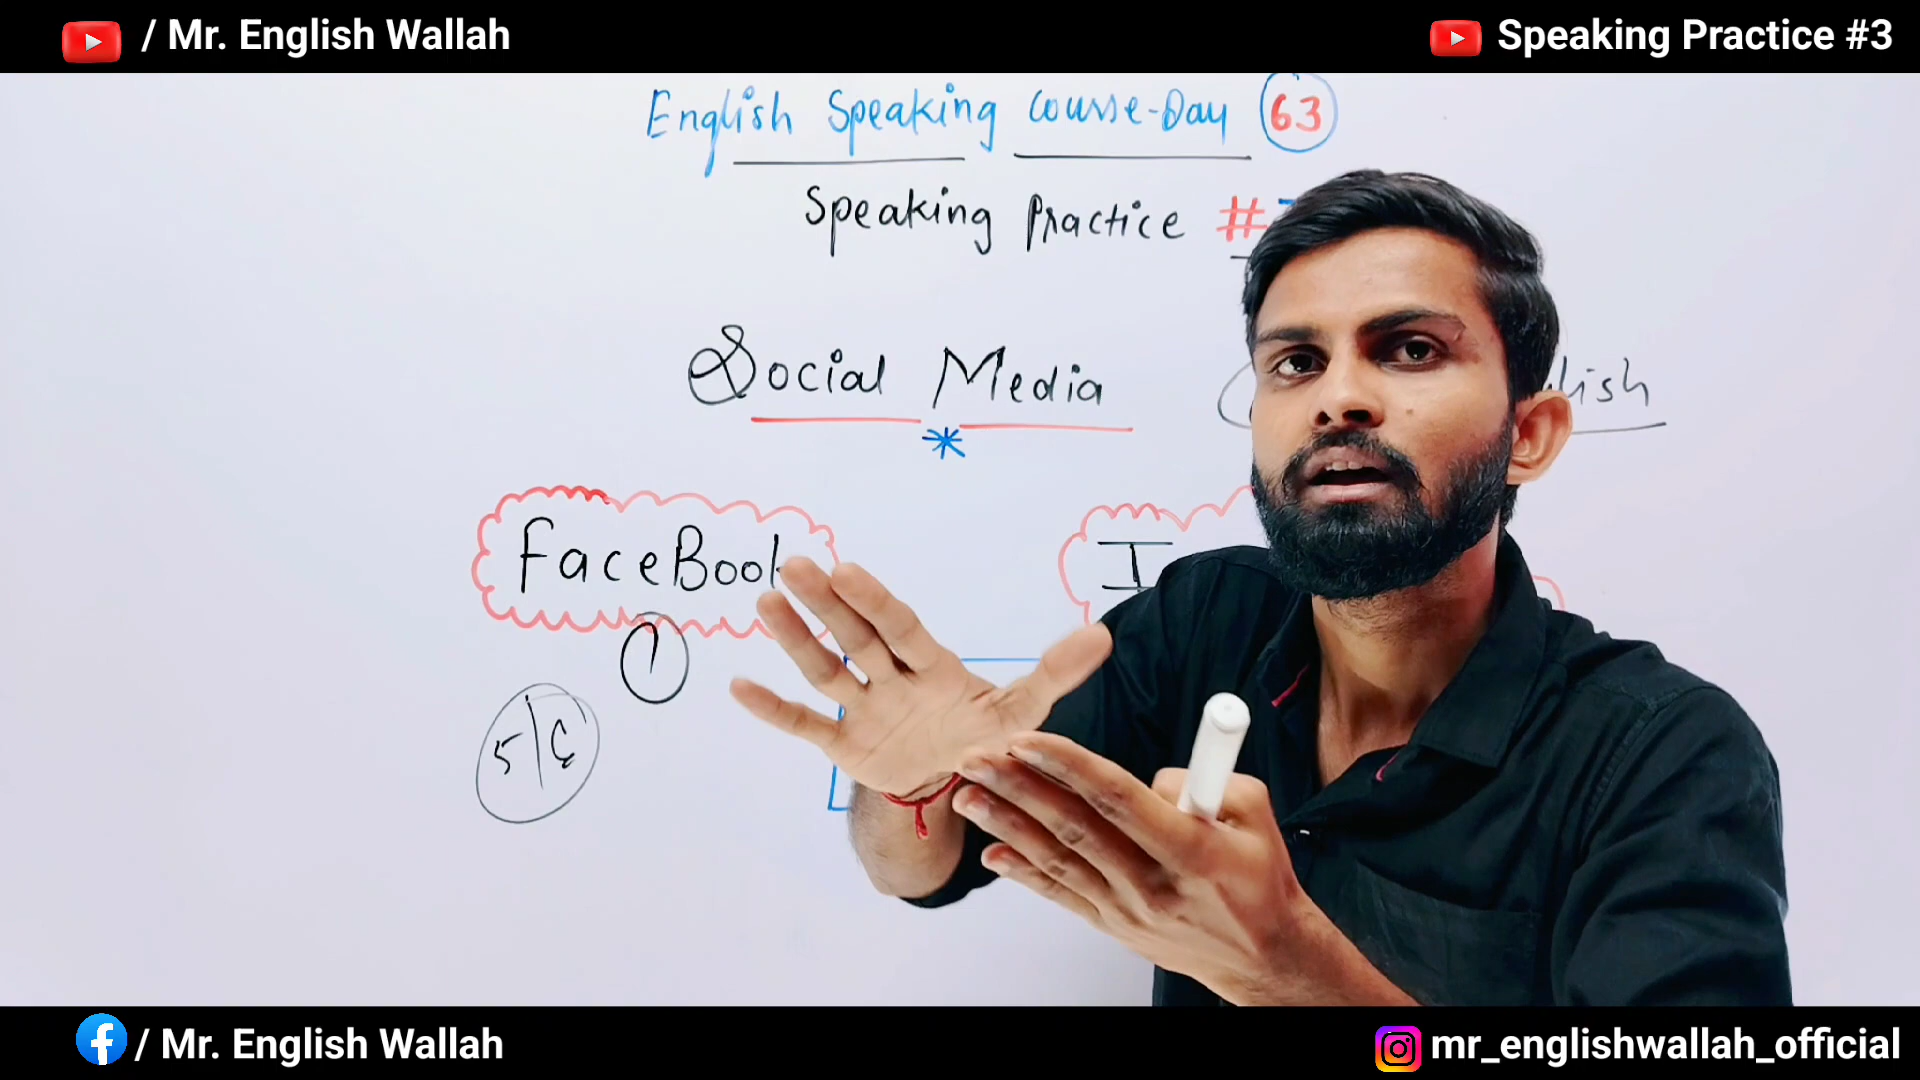 / Mr. English Wallah
Speaking Practice #3
English Speaking Course-Day 63
Speaking Practice #
Social Media
*
FaceBook
I
1
/ Mr. English Wallah
mr_englishwallah_official